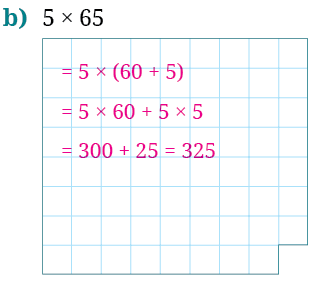 b) 5 × 65
= 5 × (60 + 5)
= 5 × 60 + 5 × 5
= 300 + 25 = 325